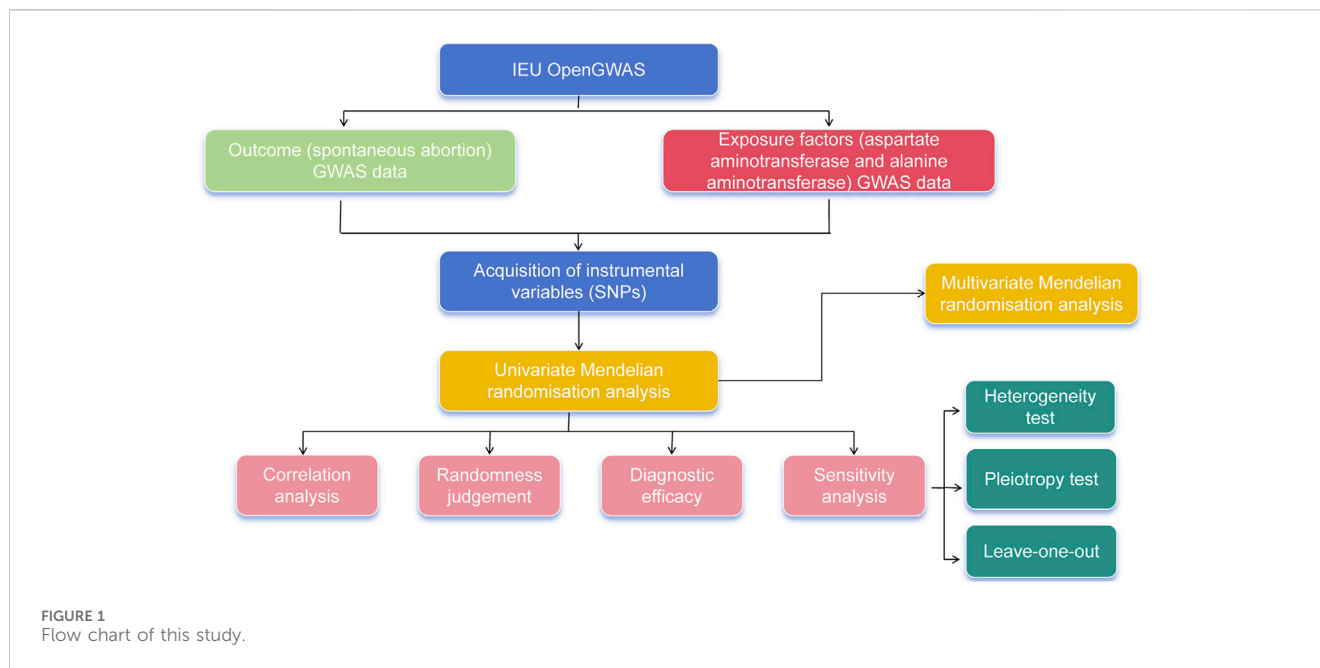 IEU OpenGWAS
Outcome (spontaneous abortion)
GWAS data
Exposure factors (aspartate
aminotransferase and alanine
aminotransferase) GWAS data
Acquisition of instrumental
variables (SNPs)
Multivariate Mendelian
randomisation analysis
Univariate Mendelian
randomisation analysis
Correlation
analysis
Randomness
judgement
Diagnostic
efficacy
Sensitivity
analysis
Heterogeneity
test
Pleiotropy test
Leave-one-out
FIGURE 1
Flow chart of this study.